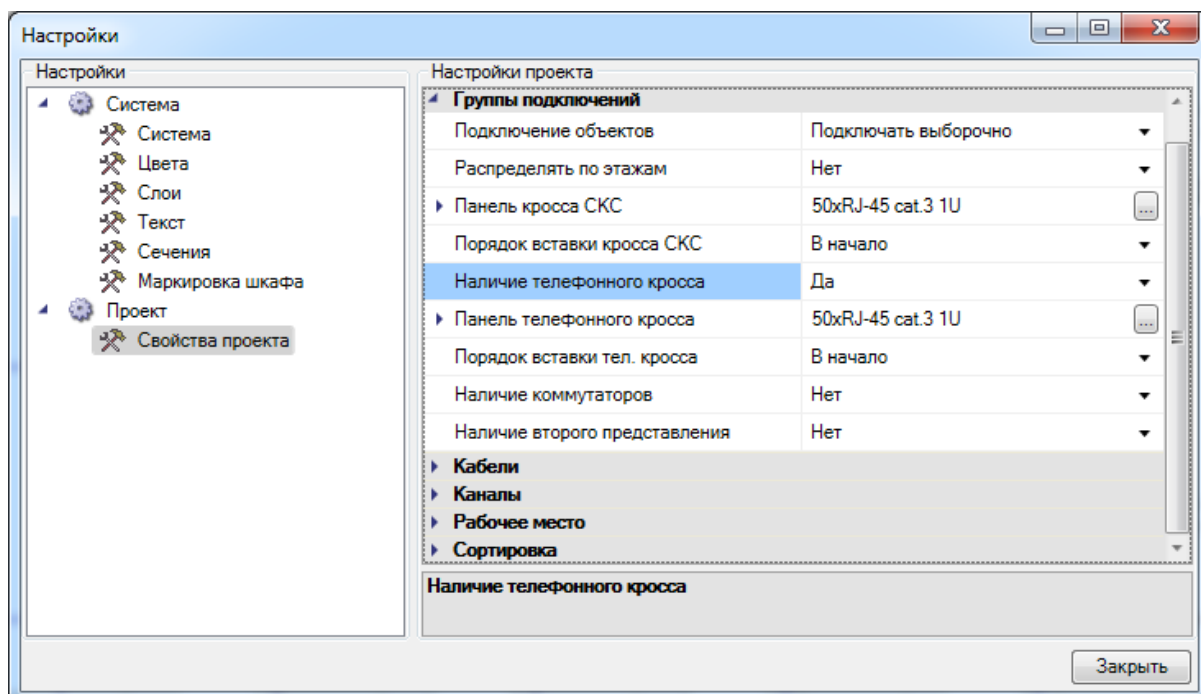 Настройки
Настройки
Система
Система
Цвета
Слои
Текст
Сечения
Маркировка шкафа
Проект
Свойства проекта
Настройки проекта
Группы подключений
Подключение объектов Подключать выборочно
Распределять по этажам Нет
Панель кросса СКС 50xRJ-45 cat.3 1U ...
Порядок вставки кросса СКС В начало
Наличие телефонного кросса Да
Панель телефонного кросса 50xRJ-45 cat.3 1U ...
Порядок вставки тел. кросса В начало
Наличие коммутаторов Нет
Наличие второго представления Нет
Кабели
Каналы
Рабочее место
Сортировка
Наличие телефонного кросса
Закрыть